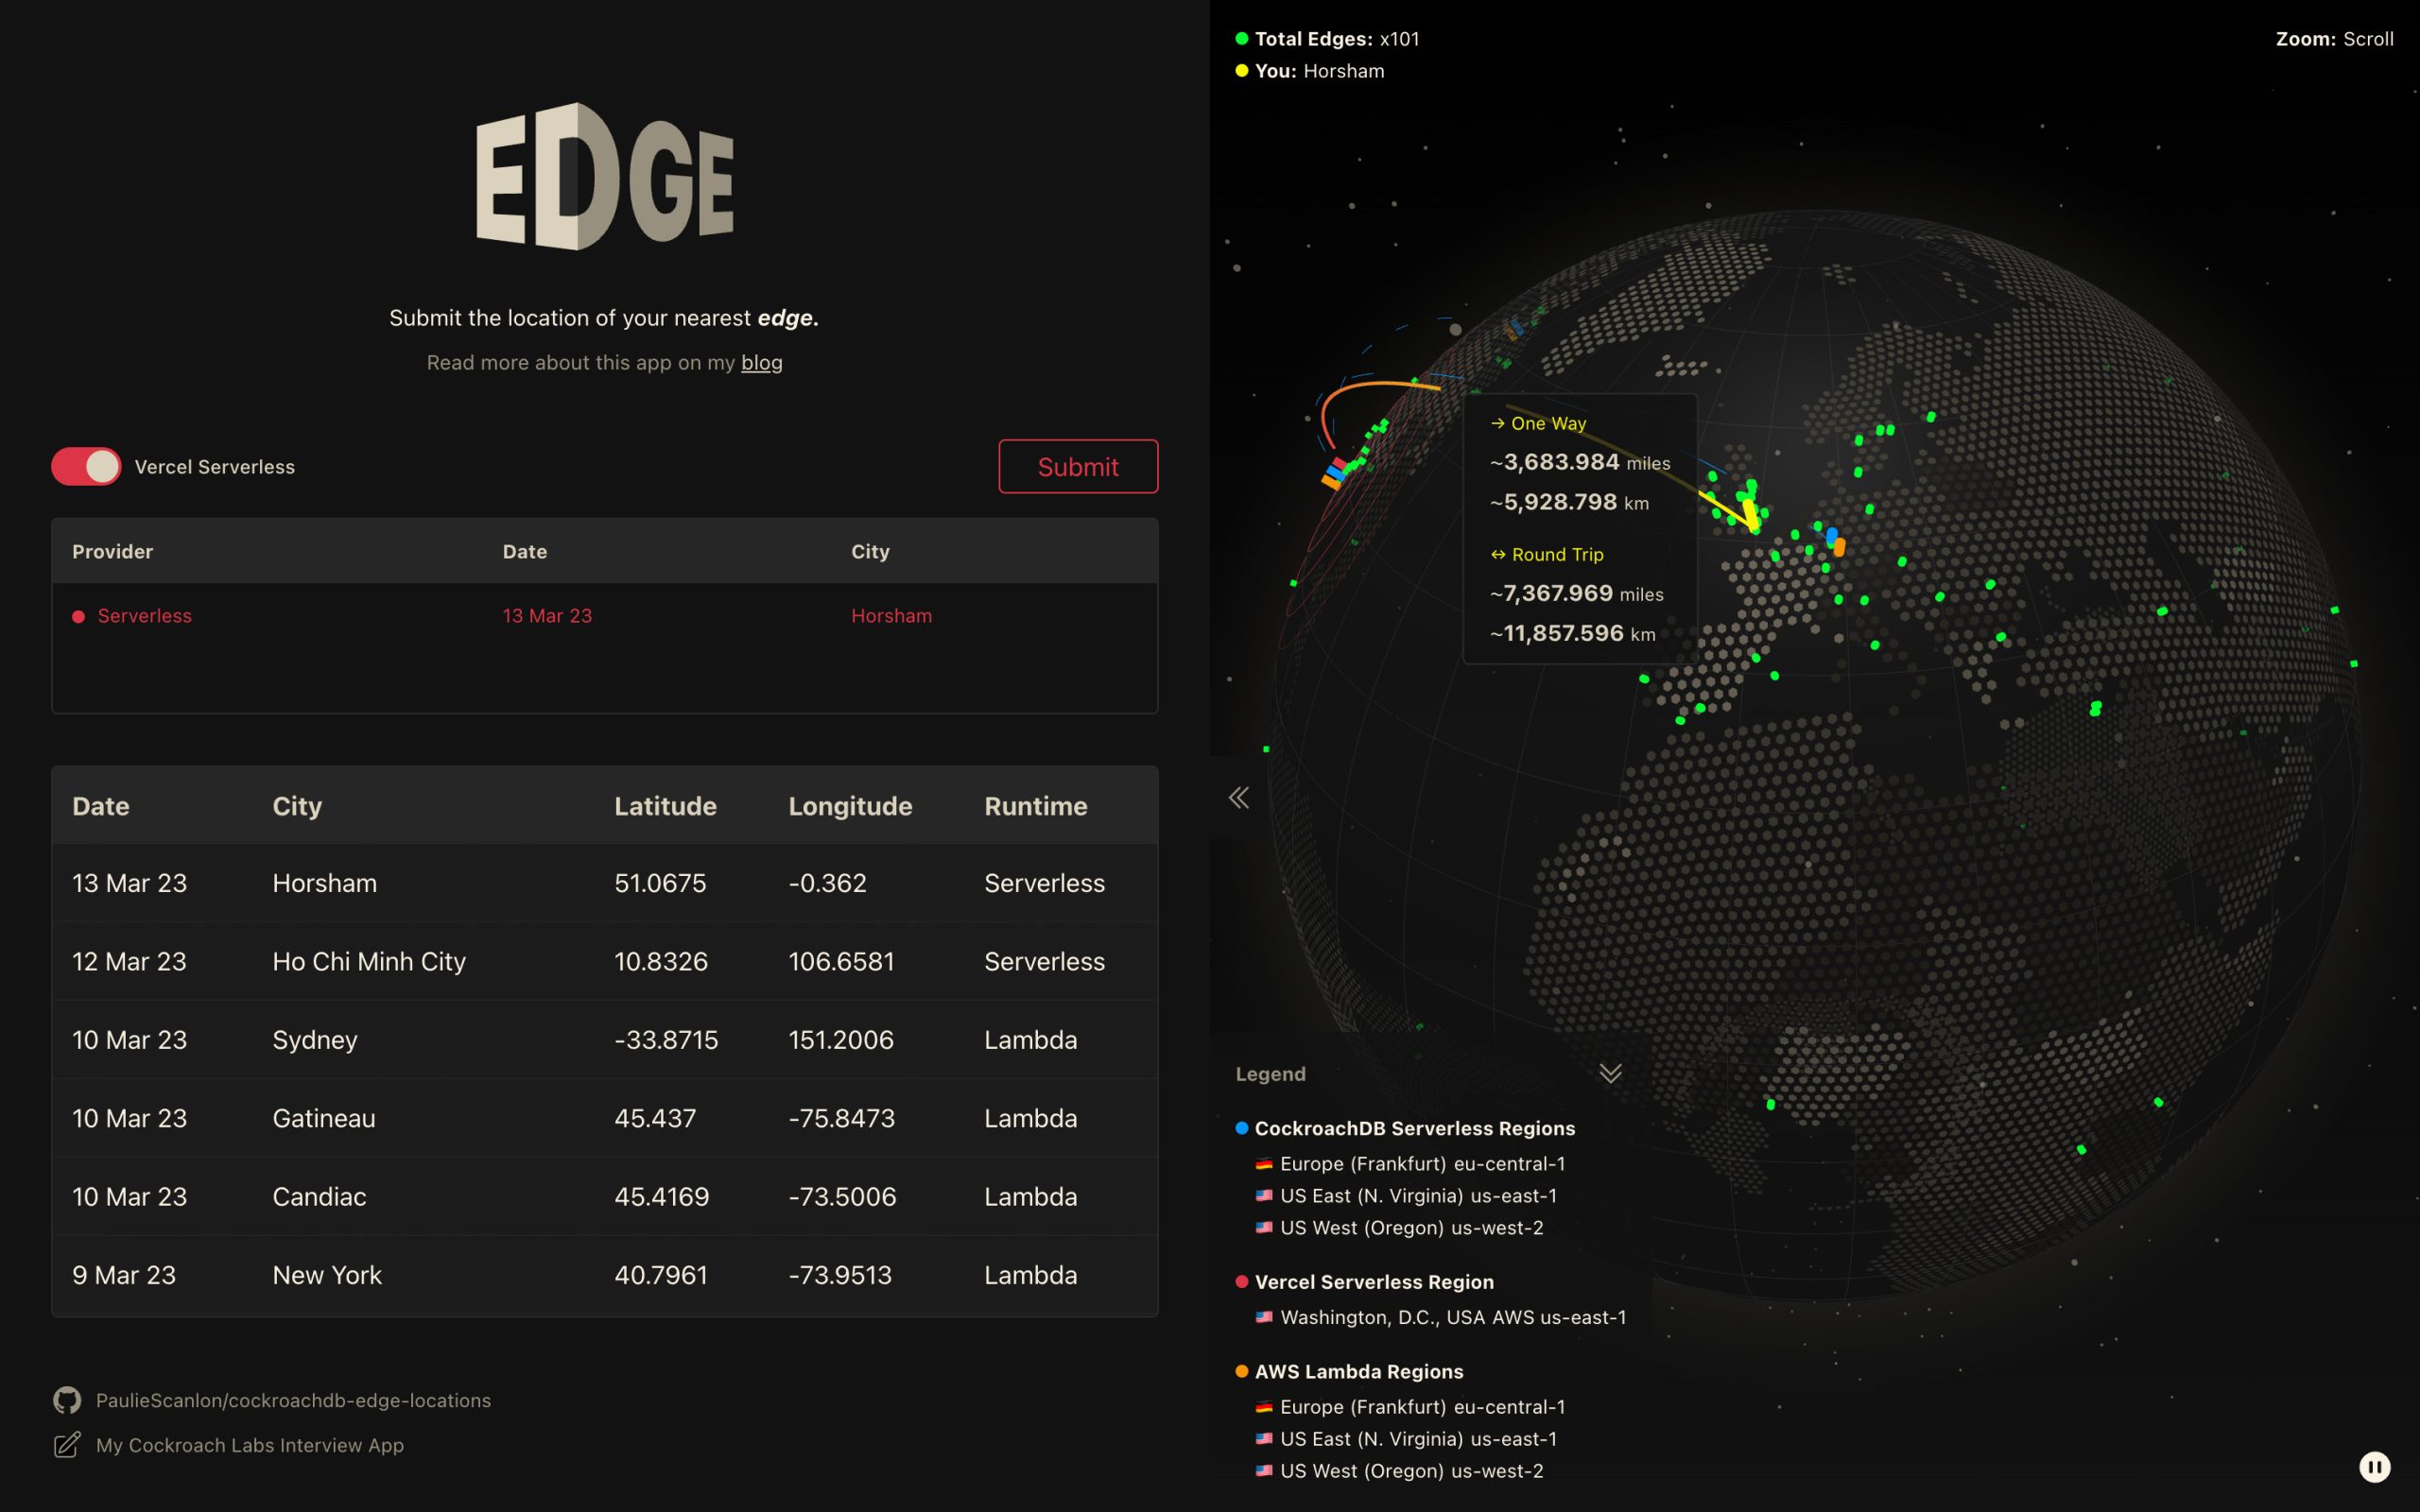 EDGE
Submit the location of your nearest edge.
Read more about this app on my blog
Vercel Serverless
Submit
Provider Date City
Serverless 13 Mar 23 Horsham
Date City Latitude Longitude Runtime
13 Mar 23 Horsham 51.0675 -0.362 Serverless
12 Mar 23 Ho Chi Minh City 10.8326 106.6581 Serverless
10 Mar 23 Sydney -33.8715 151.2006 Lambda
10 Mar 23 Gatineau 45.437 -75.8473 Lambda
10 Mar 23 Candiac 45.4169 -73.5006 Lambda
9 Mar 23 New York 40.7961 -73.9513 Lambda
PaulieScanlon/cockroachdb-edge-locations
My Cockroach Labs Interview App
Total Edges: x101
You: Horsham
Zoom: Scroll
→ One Way
~3,683.984 miles
~5,928.798 km
↔ Round Trip
~7,367.969 miles
~11,857.596 km
Legend
CockroachDB Serverless Regions
Europe (Frankfurt) eu-central-1
US East (N. Virginia) us-east-1
US West (Oregon) us-west-2
Vercel Serverless Region
Washington, D.C., USA AWS us-east-1
AWS Lambda Regions
Europe (Frankfurt) eu-central-1
US East (N. Virginia) us-east-1
US West (Oregon) us-west-2